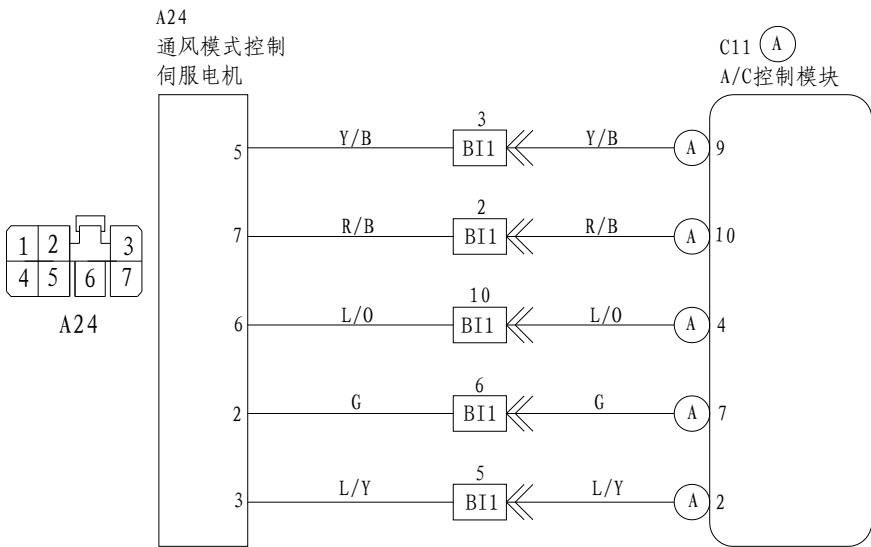 A24
通风模式控制
伺服电机
C11 A
A/C控制模块
5 Y/B 3 BI1 Y/B A 9
7 R/B 2 BI1 R/B A 10
6 L/O 10 BI1 L/O A 4
2 G 6 BI1 G A 7
3 L/Y 5 BI1 L/Y A 2
1 2 3
4 5 6 7
A24